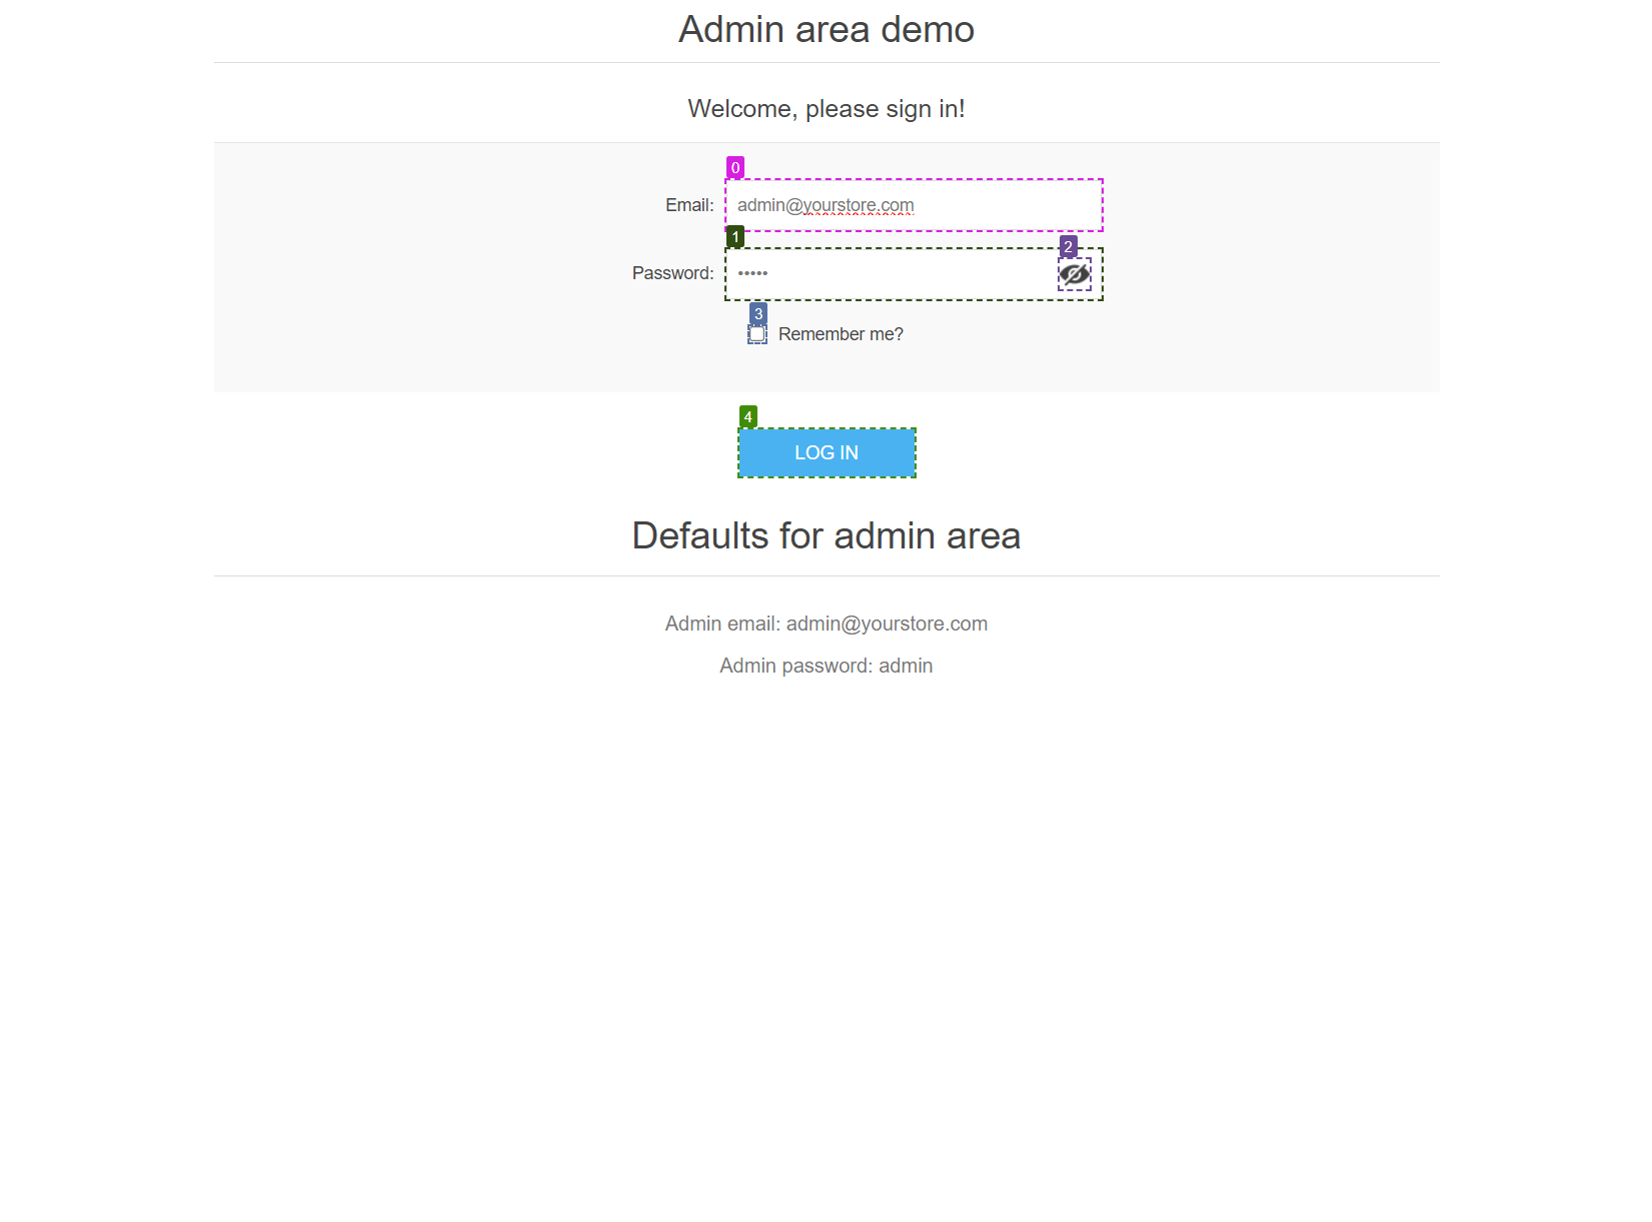 Admin area demo
Welcome, please sign in!
0
Email: admin@yourstore.com
1
2
Password: •••••
3
Remember me?
4
LOG IN
Defaults for admin area
Admin email: admin@yourstore.com
Admin password: admin